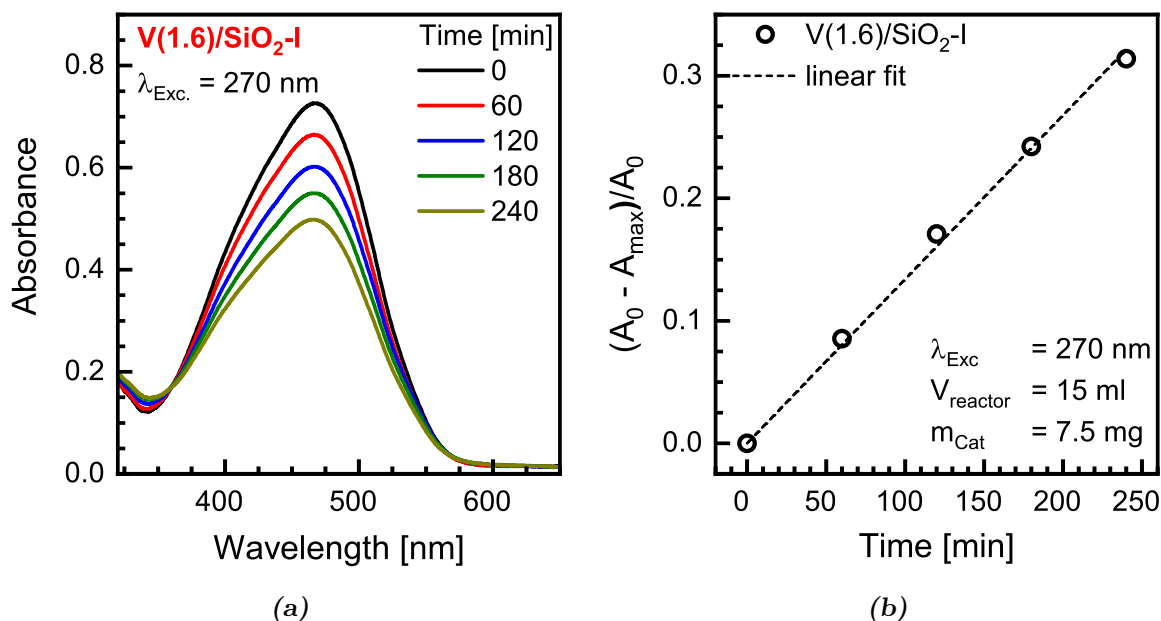 V(1.6)/SiO₂-I
λExc. = 270 nm
Time [min]
0
60
120
180
240
0.8
0.6
0.4
0.2
0.0
400 500 600
Absorbance
Wavelength [nm]
(a)
V(1.6)/SiO₂-I
linear fit
0.3
0.2
0.1
0.0
0 50 100 150 200 250
(A₀ - Amax)/A₀
Time [min]
λExc = 270 nm
Vreactor = 15 ml
mCat = 7.5 mg
(b)